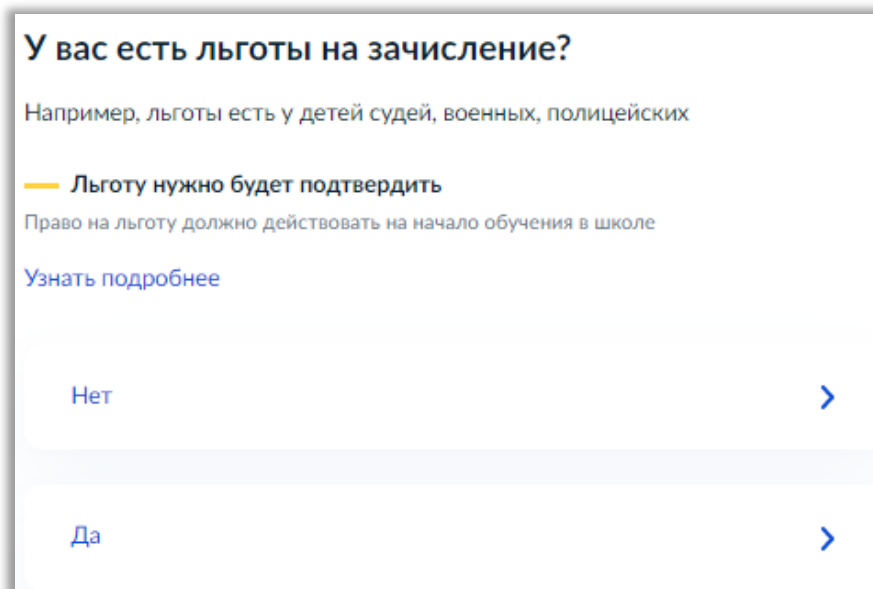 У вас есть льготы на зачисление?
Например, льготы есть у детей судей, военных, полицейских
Льготу нужно будет подтвердить
Право на льготу должно действовать на начало обучения в школе
Узнать подробнее
Нет
Да